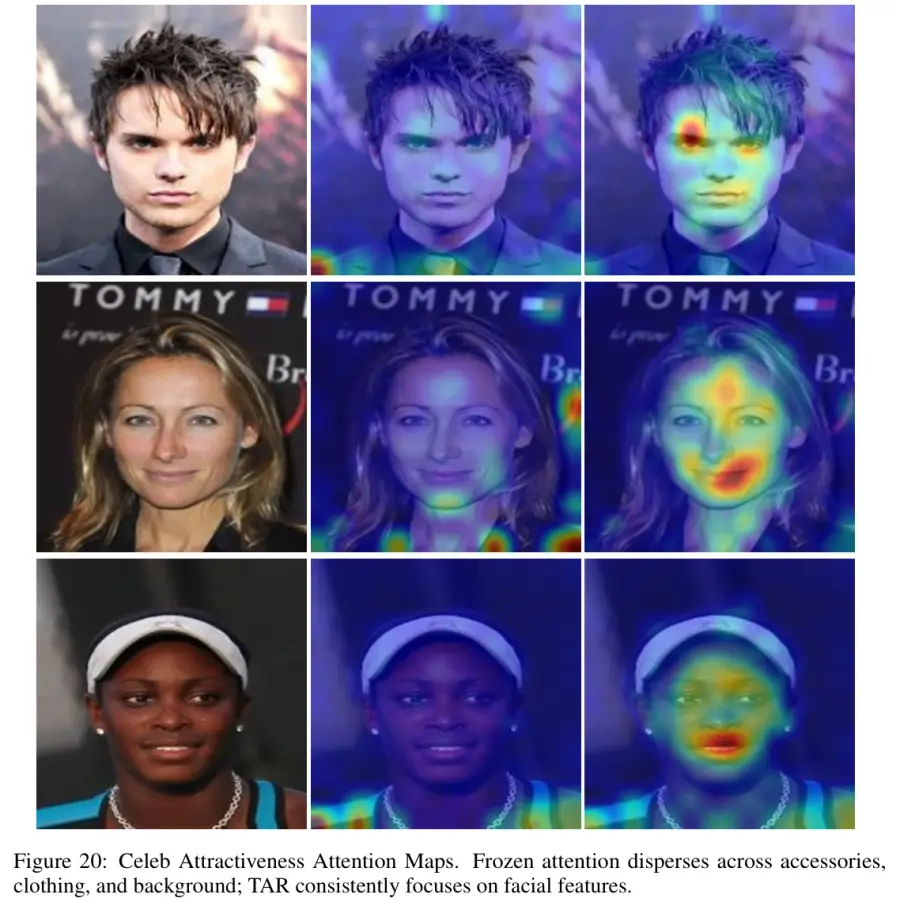 TOMMY
TOMMY
TOMMY
Br
Br
Br
Figure 20: Celeb Attractiveness Attention Maps. Frozen attention disperses across accessories,
clothing, and background; TAR consistently focuses on facial features.